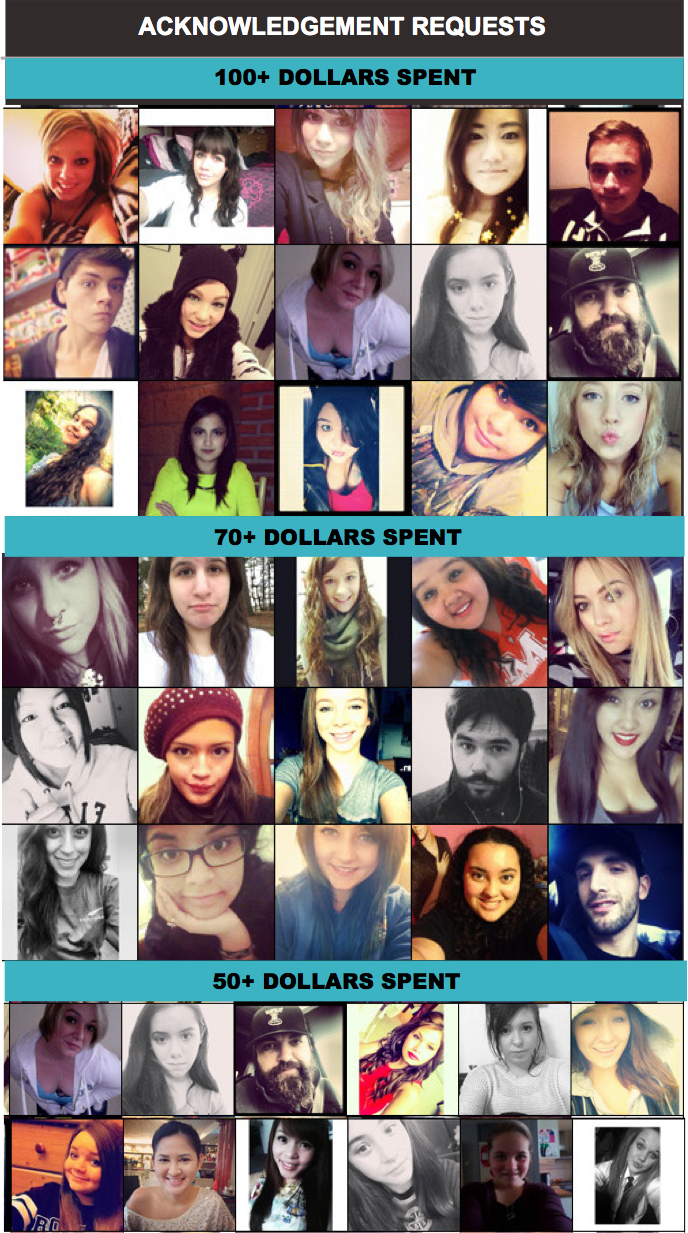 ACKNOWLEDGEMENT REQUESTS
100+ DOLLARS SPENT
70+ DOLLARS SPENT
50+ DOLLARS SPENT